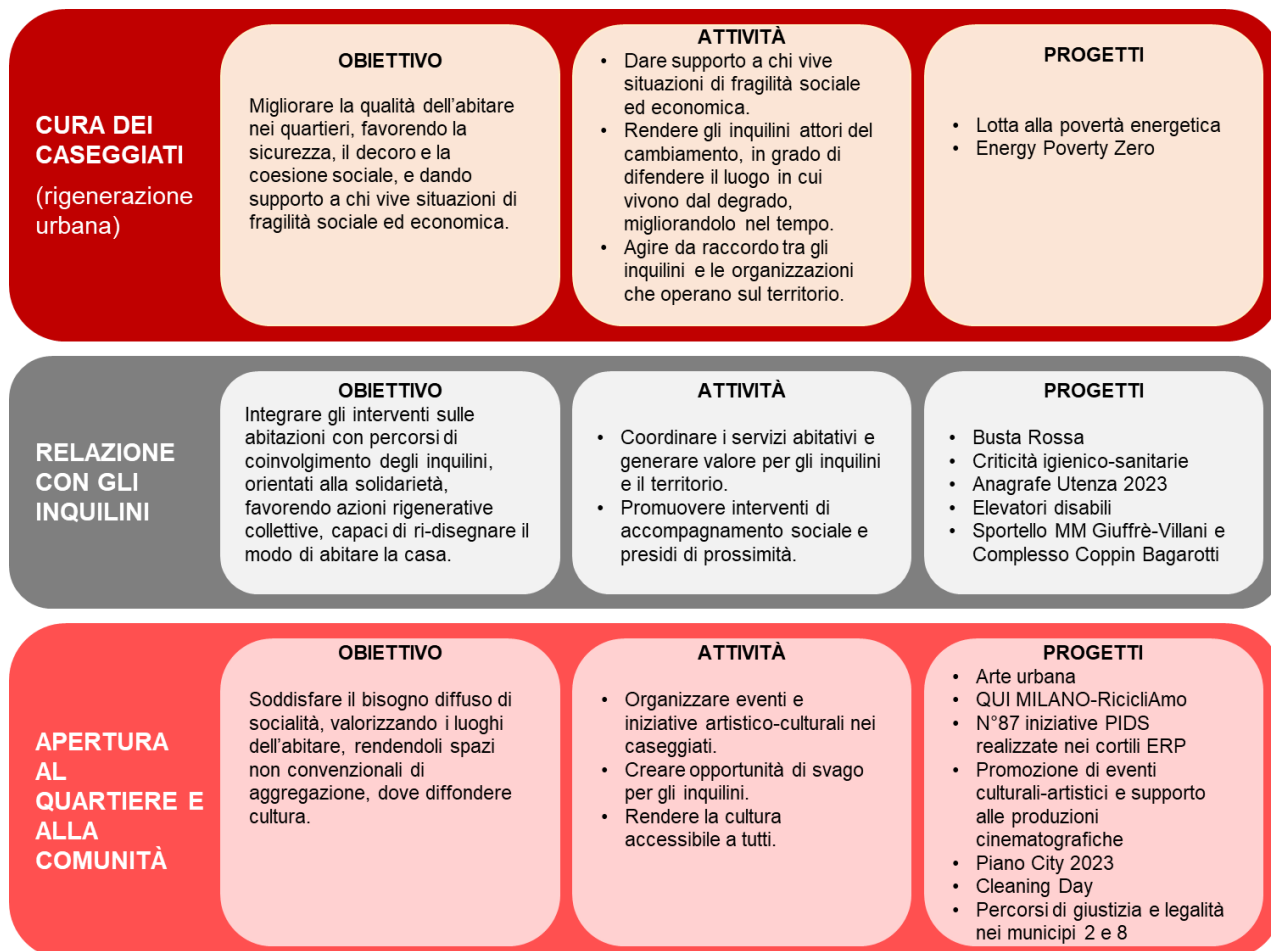 CURA DEI
CASEGGIATI
(rigenerazione
urbana)
OBIETTIVO
Migliorare la qualità dell'abitare
nei quartieri, favorendo la
sicurezza, il decoro e la
coesione sociale, e dando
supporto a chi vive situazioni di
fragilità sociale ed economica.
ATTIVITÀ
• Dare supporto a chi vive
situazioni di fragilità sociale
ed economica.
• Rendere gli inquilini attori del
cambiamento, in grado di
difendere il luogo in cui
vivono dal degrado,
migliorandolo nel tempo.
• Agire da raccordo tra gli
inquilini e le organizzazioni
che operano sul territorio.
PROGETTI
• Lotta alla povertà energetica
• Energy Poverty Zero
RELAZIONE
CON GLI
INQUILINI
OBIETTIVO
Integrare gli interventi sulle
abitazioni con percorsi di
coinvolgimento degli inquilini,
orientati alla solidarietà,
favorendo azioni rigenerative
collettive, capaci di ri-disegnare il
modo di abitare la casa.
ATTIVITÀ
• Coordinare i servizi abitativi e
generare valore per gli inquilini
e il territorio.
• Promuovere interventi di
accompagnamento sociale e
presidi di prossimità.
PROGETTI
• Busta Rossa
• Criticità igienico-sanitarie
• Anagrafe Utenza 2023
• Elevatori disabili
• Sportello MM Giuffrè-Villani e
Complesso Coppin Bagarotti
APERTURA
AL
QUARTIERE E
ALLA
COMUNITÀ
OBIETTIVO
Soddisfare il bisogno diffuso di
socialità, valorizzando i luoghi
dell'abitare, rendendoli spazi
non convenzionali di
aggregazione, dove diffondere
cultura.
ATTIVITÀ
• Organizzare eventi e
iniziative artistico-culturali nei
caseggiati.
• Creare opportunità di svago
per gli inquilini.
• Rendere la cultura
accessibile a tutti.
PROGETTI
• Arte urbana
• QUI MILANO-RicicliAmo
• N°87 iniziative PIDS
realizzate nei cortili ERP
• Promozione di eventi
culturali-artistici e supporto
alle produzioni
cinematografiche
• Piano City 2023
• Cleaning Day
• Percorsi di giustizia e legalità
nei municipi 2 e 8